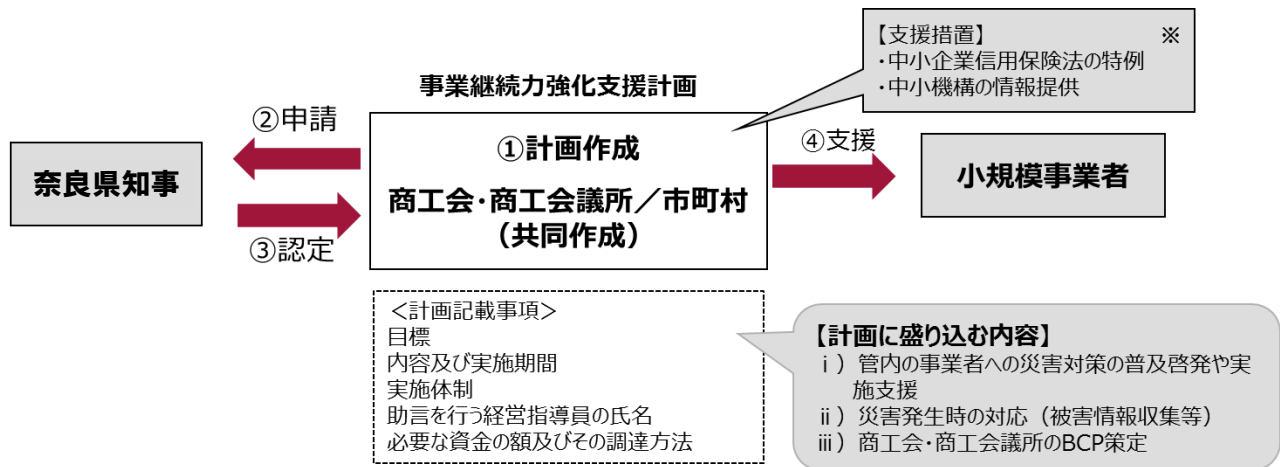 【支援措置】 ※
・中小企業信用保険法の特例
・中小機構の情報提供
事業継続力強化支援計画
②申請
①計画作成
④支援
奈良県知事
商工会・商工会議所／市町村
（共同作成）
小規模事業者
③認定
＜計画記載事項＞
目標
内容及び実施期間
実施体制
助言を行う経営指導員の氏名
必要な資金の額及びその調達方法
【計画に盛り込む内容】
ⅰ）管内の事業者への災害対策の普及啓発や実
施支援
ⅱ）災害発生時の対応（被害情報収集等）
ⅲ）商工会・商工会議所のBCP策定